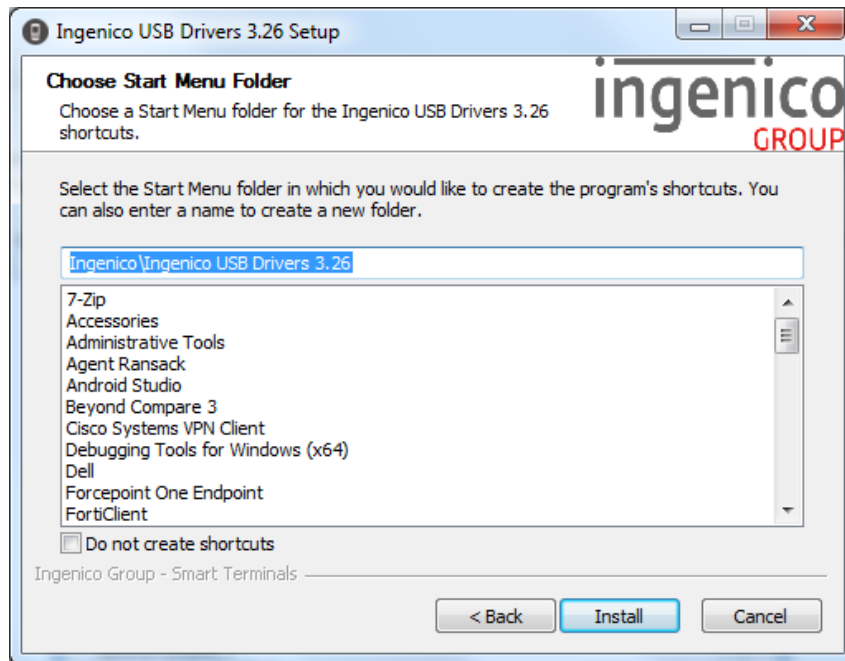 Ingenico USB Drivers 3.26 Setup
Choose Start Menu Folder
Choose a Start Menu folder for the Ingenico USB Drivers 3.26
shortcuts.
ingenico
GROUP
Select the Start Menu folder in which you would like to create the program's shortcuts. You
can also enter a name to create a new folder.
Ingenico\Ingenico USB Drivers 3.26
7-Zip
Accessories
Administrative Tools
Agent Ransack
Android Studio
Beyond Compare 3
Cisco Systems VPN Client
Debugging Tools for Windows (x64)
Dell
Forcepoint One Endpoint
FortiClient
Do not create shortcuts
Ingenico Group - Smart Terminals
< Back Install Cancel